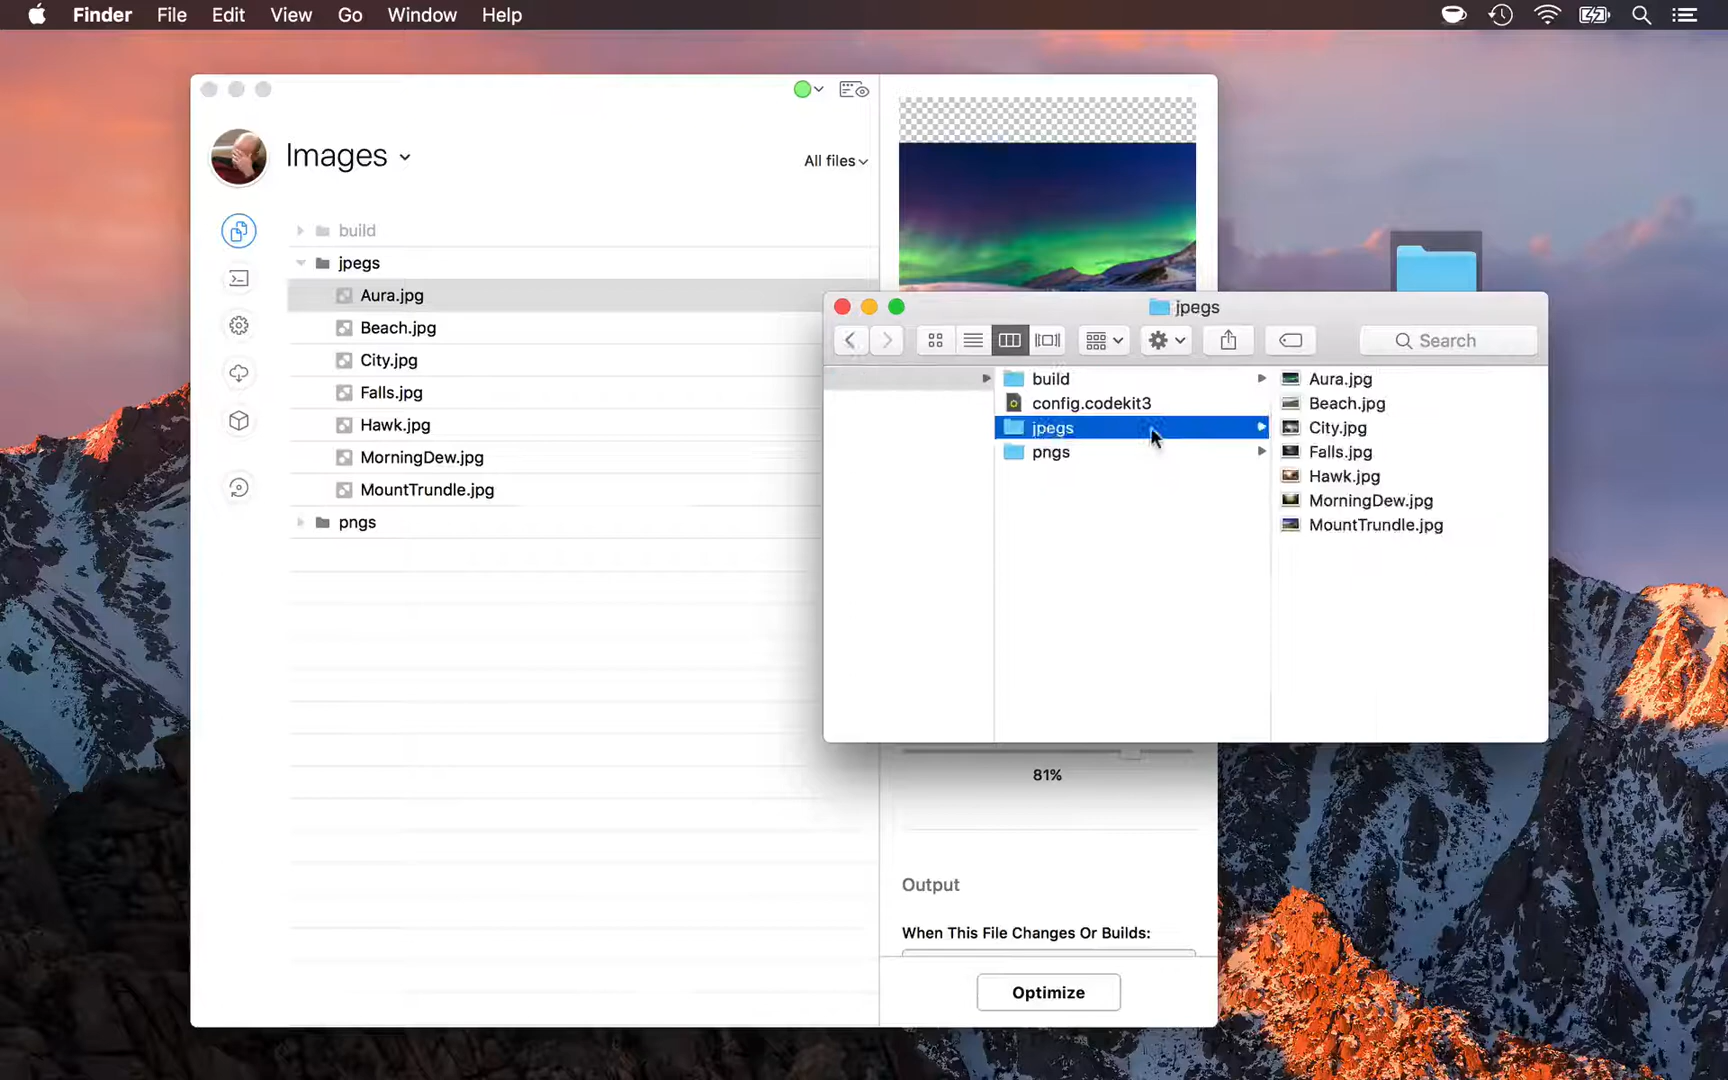 Finder File Edit View Go Window Help
Images
All files
build
jpegs
Aura.jpg
Beach.jpg
City.jpg
Falls.jpg
Hawk.jpg
MorningDew.jpg
MountTrundle.jpg
pngs
jpegs
Search
build
config.codekit3
jpegs
pngs
Aura.jpg
Beach.jpg
City.jpg
Falls.jpg
Hawk.jpg
MorningDew.jpg
MountTrundle.jpg
81%
Output
When This File Changes Or Builds:
Optimize